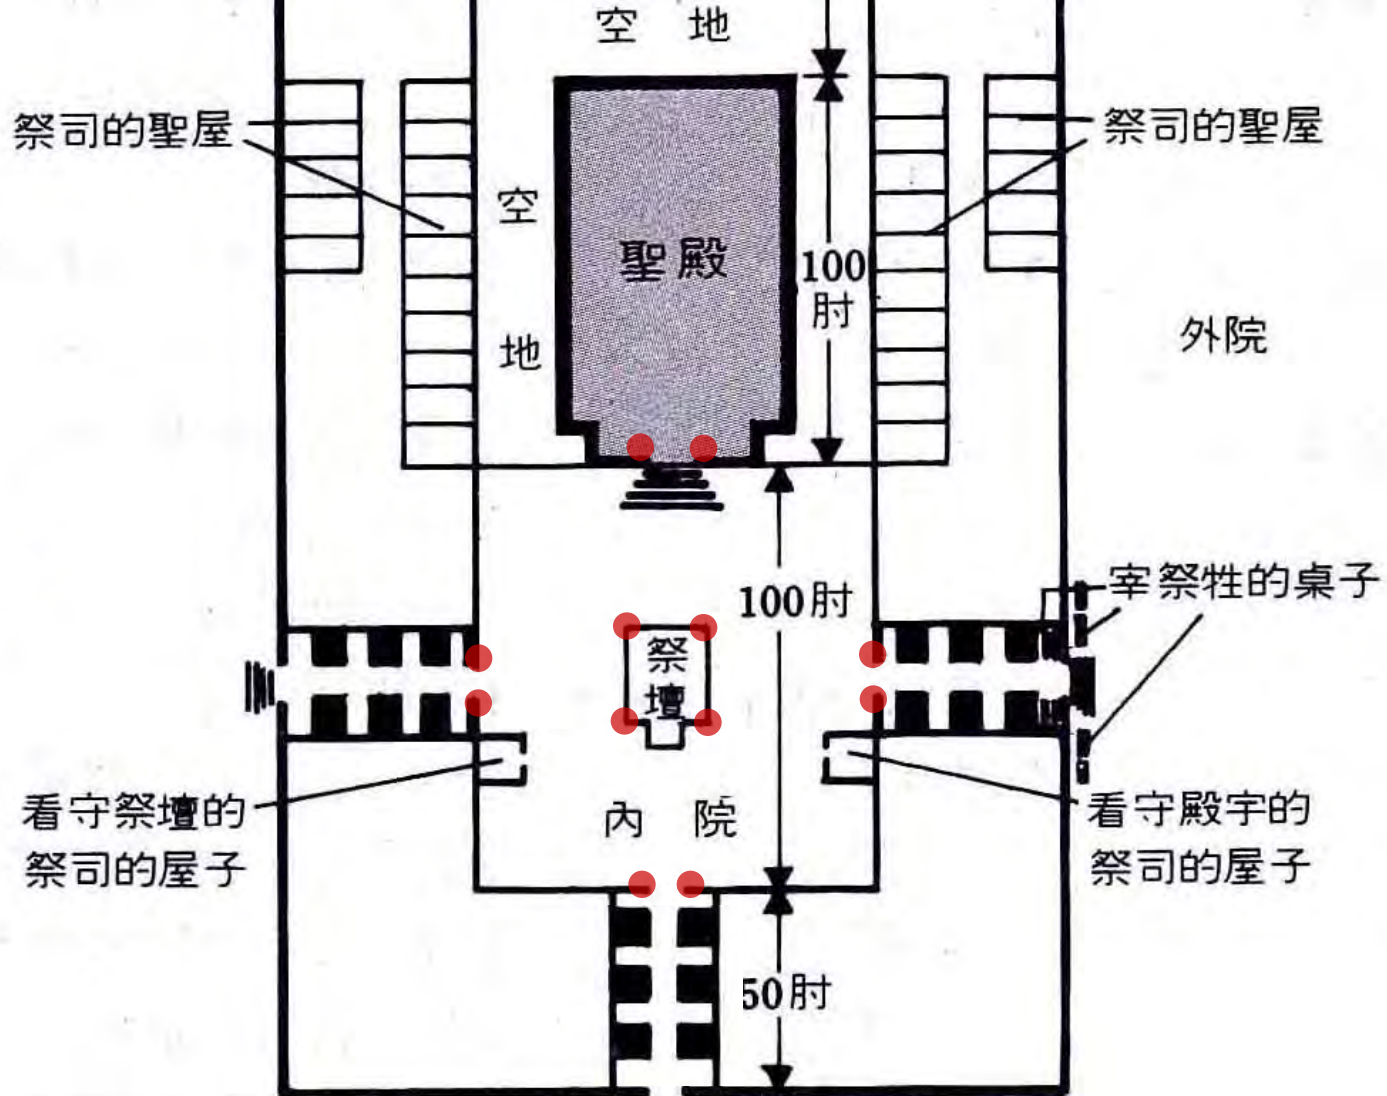 空 地
祭司的聖屋
祭司的聖屋
空
地
聖殿
100
肘
外院
100肘
宰祭牲的桌子
祭
壇
看守祭壇的
祭司的屋子
內 院
看守殿宇的
祭司的屋子
50肘